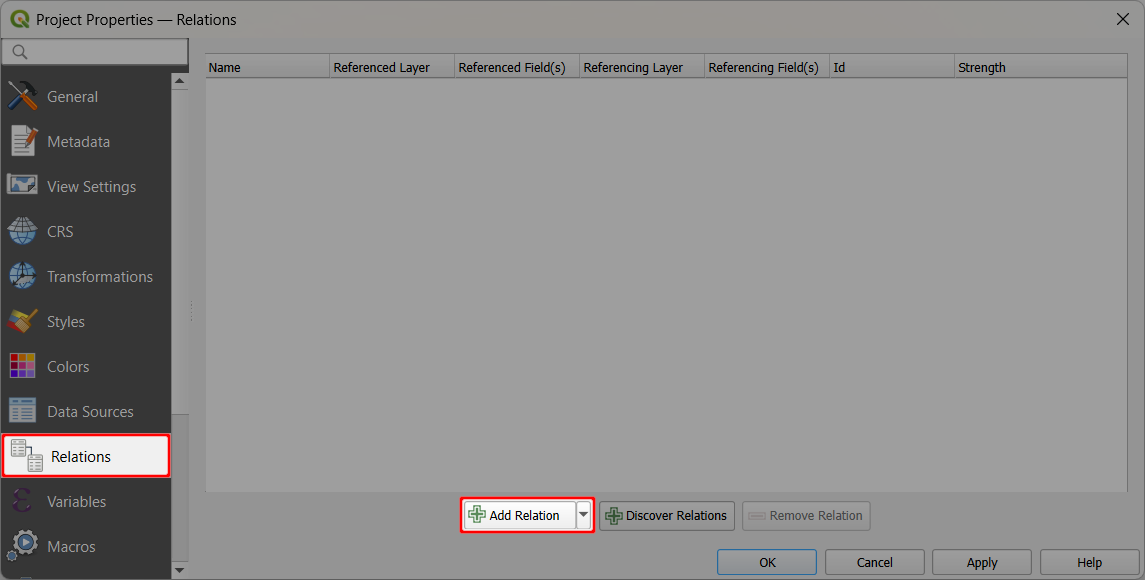 Project Properties — Relations
Name Referenced Layer Referenced Field(s) Referencing Layer Referencing Field(s) Id Strength
General
Metadata
View Settings
CRS
Transformations
Styles
Colors
Data Sources
Relations
Variables
Macros
Add Relation Discover Relations Remove Relation
OK Cancel Apply Help